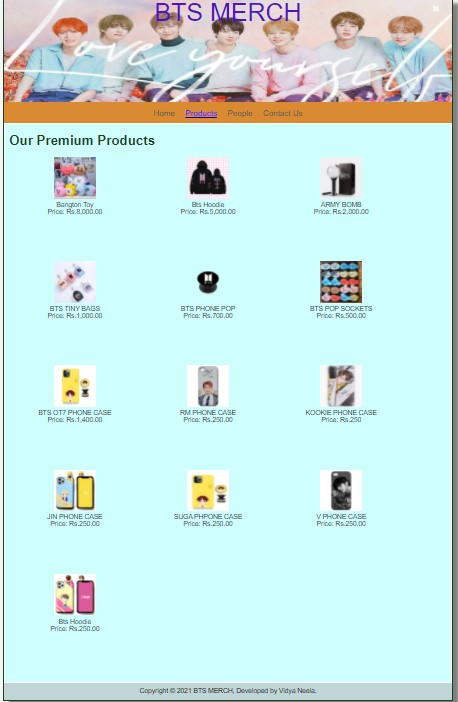 BTS MERCH
Love yourself
Home Products People Contact Us
Our Premium Products
Bangton Toy Bts Hoodie ARMY BOMB
Price: Rs.8,000.00 Price: Rs.5,000.00 Price: Rs.2,000.00
BTS TINY BAGS BTS PHONE POP BTS POP SOCKETS
Price: Rs.1,000.00 Price: Rs.700.00 Price: Rs.500.00
BTS OT7 PHONE CASE RM PHONE CASE KOOKIE PHONE CASE
Price: Rs.1,400.00 Price: Rs.250.00 Price: Rs.250
JIN PHONE CASE SUGA PHPONE CASE V PHONE CASE
Price: Rs.250.00 Price: Rs.250.00 Price: Rs.250.00
Bts Hoodie
Price: Rs.250.00
Copyright © 2021 BTS MERCH, Developed by Vidya Neela.